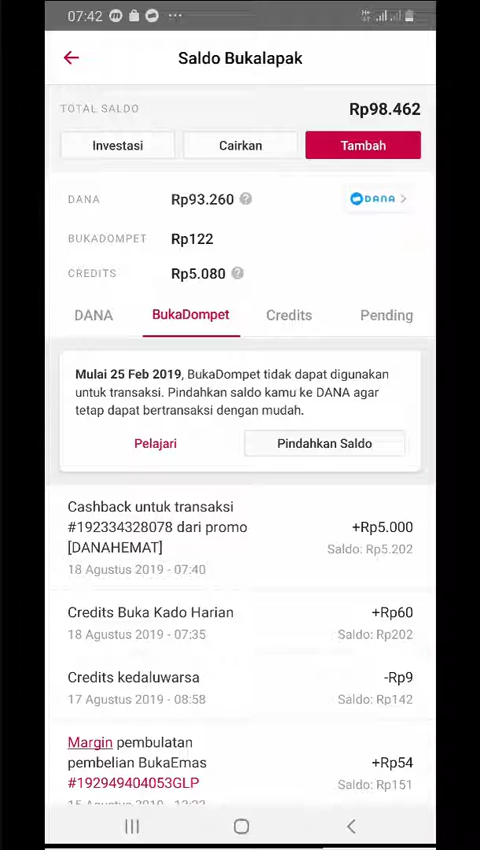 07:42
Saldo Bukalapak
TOTAL SALDO Rp98.462
Investasi Cairkan Tambah
DANA Rp93.260 ? DANA
BUKADOMPET Rp122
CREDITS Rp5.080 ?
DANA BukaDompet Credits Pending
Mulai 25 Feb 2019, BukaDompet tidak dapat digunakan
untuk transaksi. Pindahkan saldo kamu ke DANA agar
tetap dapat bertransaksi dengan mudah.
Pelajari Pindahkan Saldo
Cashback untuk transaksi
#192334328078 dari promo +Rp5.000
[DANAHEMAT] Saldo: Rp5.202
18 Agustus 2019 - 07:40
Credits Buka Kado Harian +Rp60
18 Agustus 2019 - 07:35 Saldo: Rp202
Credits kedaluwarsa -Rp9
17 Agustus 2019 - 08:58 Saldo: Rp142
Margin pembulatan
pembelian BukaEmas +Rp54
#192949404053GLP Saldo: Rp151
15 Agustus 2019